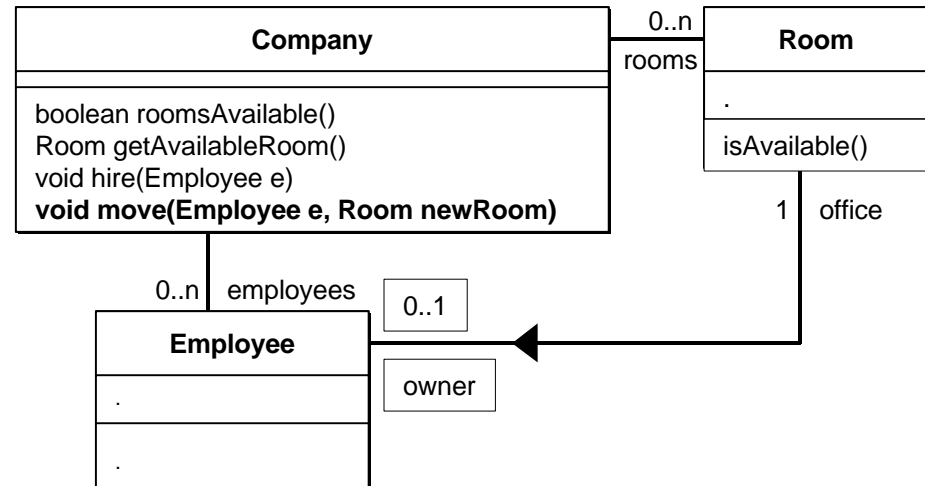 Company
boolean roomsAvailable()
Room getAvailableRoom()
void hire(Employee e)
void move(Employee e, Room newRoom)
0..n
rooms
Room
.
isAvailable()
1 office
0..n employees
0..1
owner
Employee
.
.